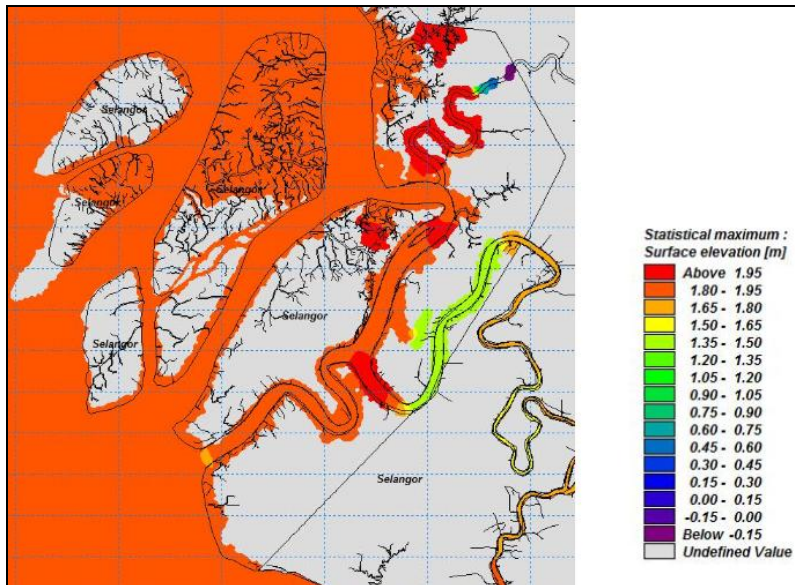 Selangor
Selangor
Selangor
Selangor
Selangor
Selangor
Statistical maximum :
Surface elevation [m]
Above 1.95
1.80 - 1.95
1.65 - 1.80
1.50 - 1.65
1.35 - 1.50
1.20 - 1.35
1.05 - 1.20
0.90 - 1.05
0.75 - 0.90
0.60 - 0.75
0.45 - 0.60
0.30 - 0.45
0.15 - 0.30
0.00 - 0.15
-0.15 - 0.00
Below -0.15
Undefined Value